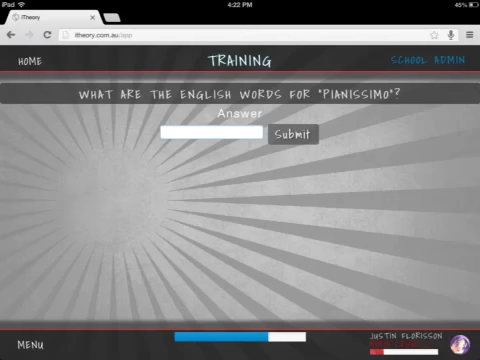 iPad
4:22 PM
45%
iTheory
itheory.com.au/app
HOME
TRAINING
SCHOOL ADMIN
WHAT ARE THE ENGLISH WORDS FOR "PIANISSIMO"?
Answer
Submit
MENU
JUSTIN FLORISSON